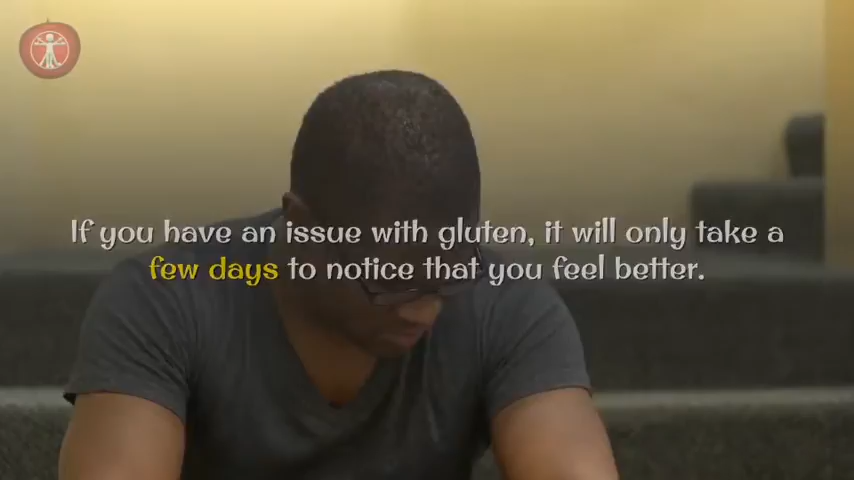 If you have an issue with gluten, it will only take a
few days to notice that you feel better.